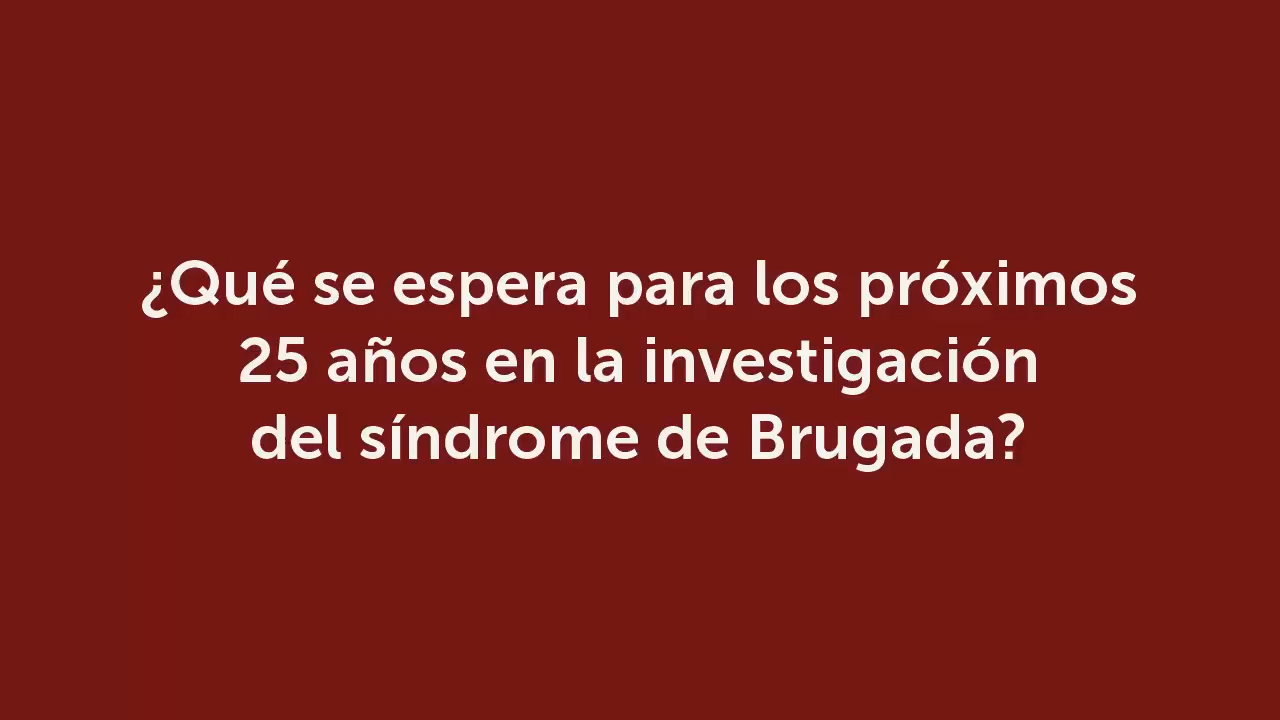 ¿Qué se espera para los próximos
25 años en la investigación
del síndrome de Brugada?